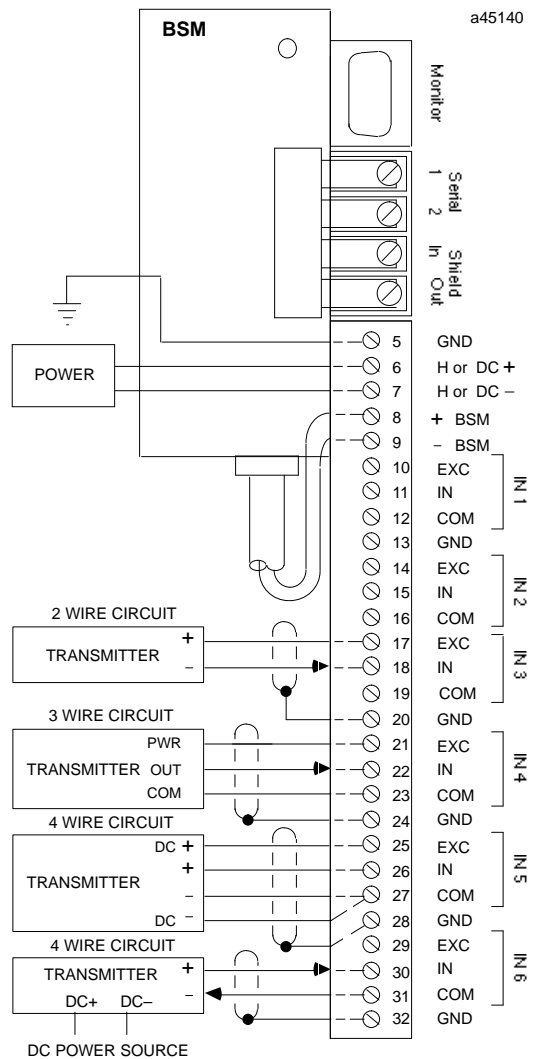 a45140
BSM
Monitor
Serial
1 2
Shield
In Out
5 GND
POWER
6 H or DC +
7 H or DC –
8 + BSM
9 – BSM
10 EXC
11 IN
12 COM
IN 1
13 GND
14 EXC
15 IN
16 COM
IN 2
2 WIRE CIRCUIT
TRANSMITTER
+
–
17 EXC
18 IN
19 COM
IN 3
20 GND
3 WIRE CIRCUIT
PWR
TRANSMITTER OUT
COM
21 EXC
22 IN
23 COM
IN 4
24 GND
4 WIRE CIRCUIT
DC +
+
TRANSMITTER
–
DC –
25 EXC
26 IN
27 COM
IN 5
28 GND
4 WIRE CIRCUIT
TRANSMITTER
+
–
DC+ DC–
29 EXC
30 IN
31 COM
IN 6
32 GND
DC POWER SOURCE